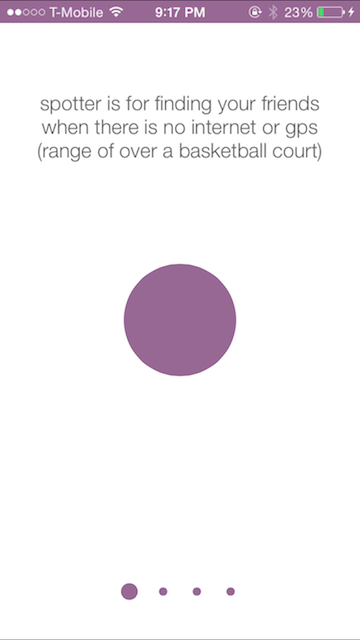 T-Mobile 9:17 PM 23%
spotter is for finding your friends
when there is no internet or gps
(range of over a basketball court)